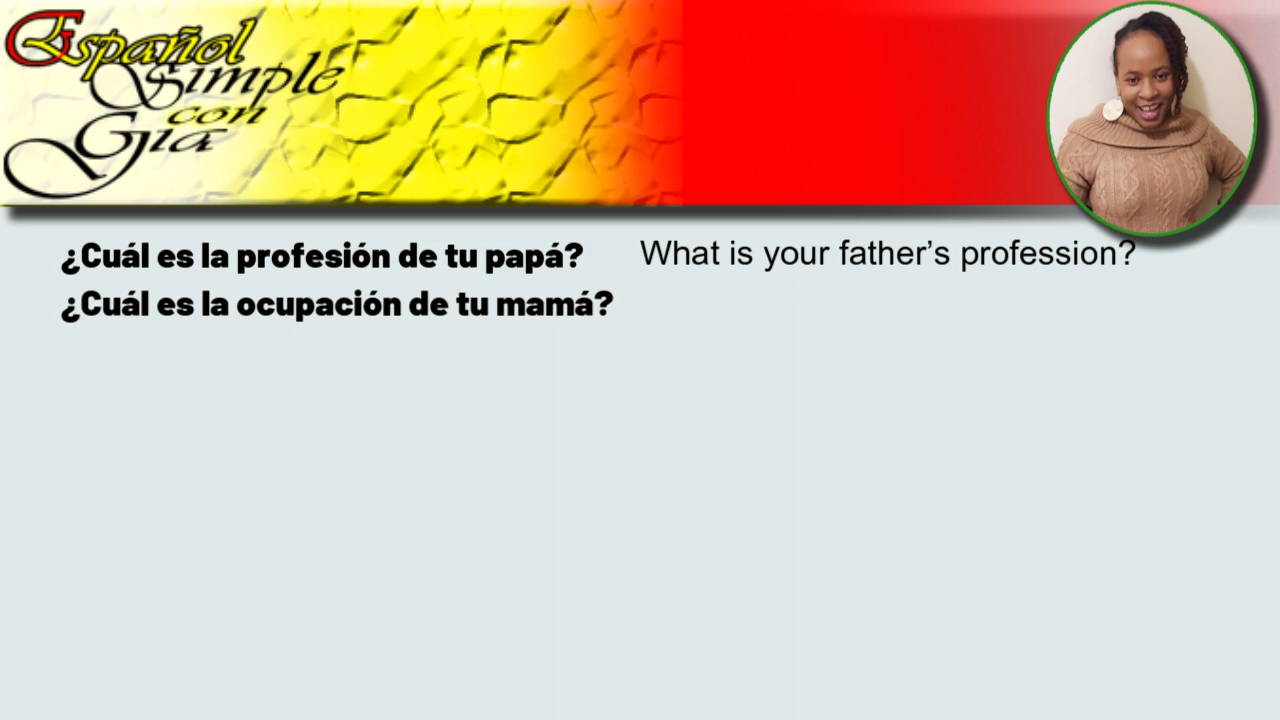 Español
Simple
con
Gia
¿Cuál es la profesión de tu papá? What is your father’s profession?
¿Cuál es la ocupación de tu mamá?